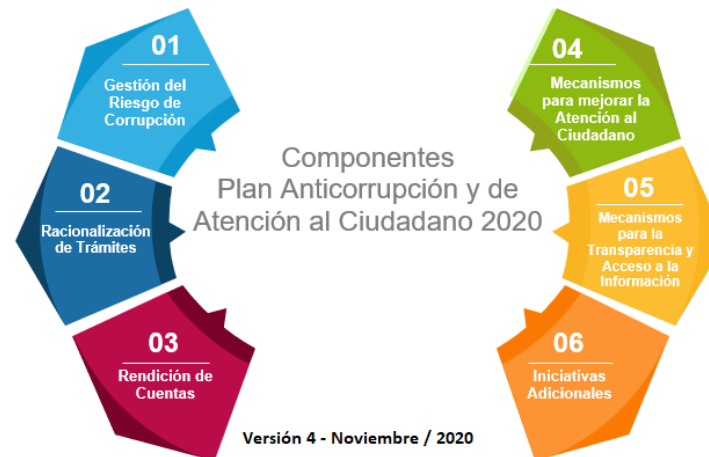 01
Gestión del
Riesgo de
Corrupción
02
Racionalización
de Trámites
03
Rendición de
Cuentas
Componentes
Plan Anticorrupción y de
Atención al Ciudadano 2020
04
Mecanismos
para mejorar la
Atención al
Ciudadano
05
Mecanismos
para la
Transparencia y
Acceso a la
Información
06
Iniciativas
Adicionales
Versión 4 - Noviembre / 2020